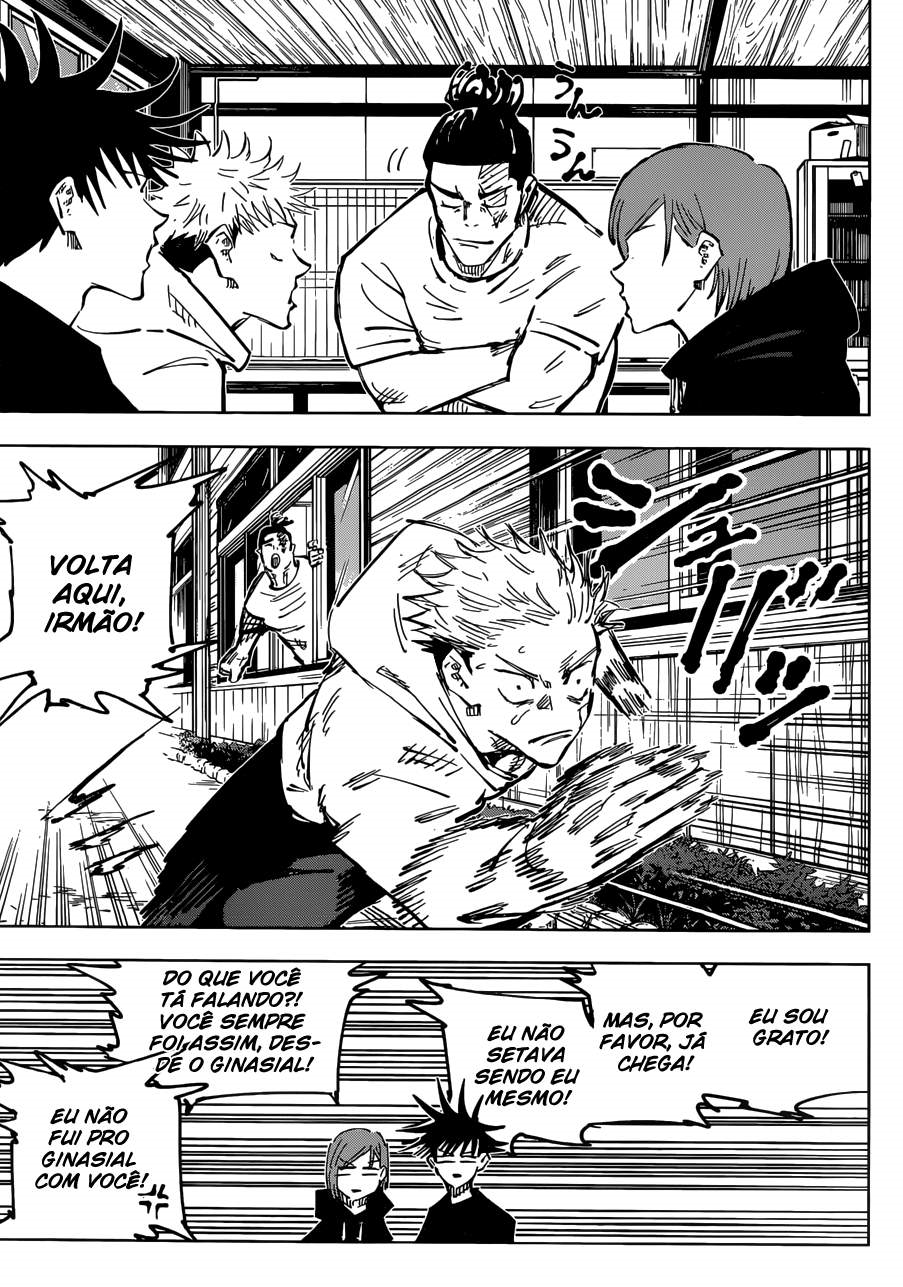 うん
うん
VOLTA
AQUI,
IRMÃO!
ジュ
ダッ
EU SOU
GRATO!
MAS, POR
FAVOR, JÁ
CHEGA!
EU NÃO
SETAVA
SENDO EU
MESMO!
DO QUE VOCÊ
TÁ FALANDO?!
VOCÊ SEMPRE
FOI ASSIM, DES-
DE O GINASIAL!
EU NÃO
FUI PRO
GINASIAL
COM VOCÊ!